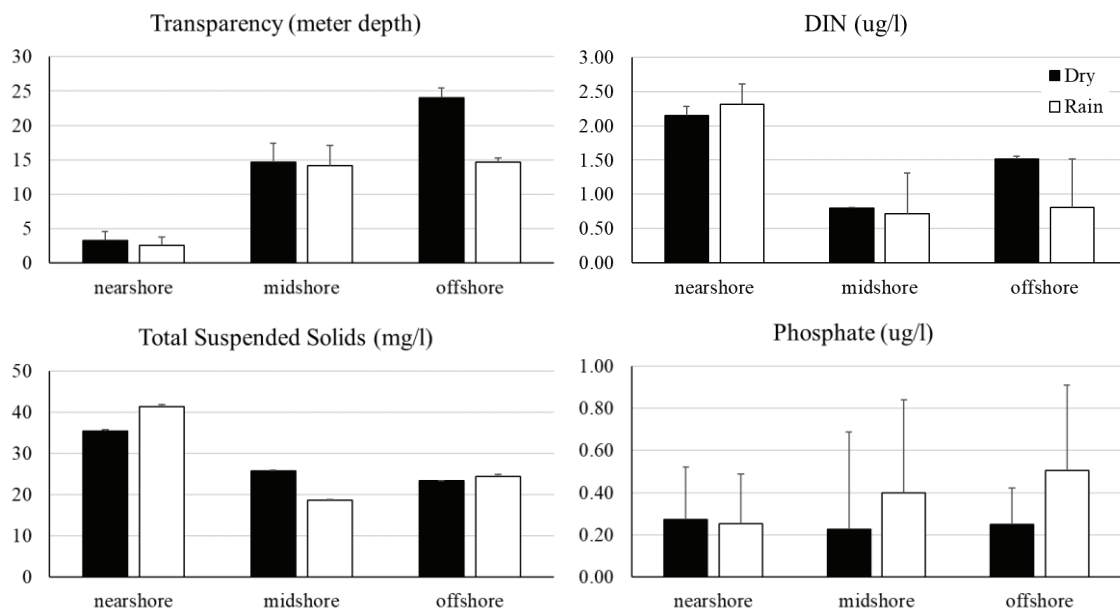 Transparency (meter depth)
30
25
20
15
10
5
0
nearshore midshore offshore
DIN (ug/l)
3.00
2.50
2.00
1.50
1.00
0.50
0.00
Dry
Rain
nearshore midshore offshore
Total Suspended Solids (mg/l)
50
40
30
20
10
0
nearshore midshore offshore
Phosphate (ug/l)
1.00
0.80
0.60
0.40
0.20
0.00
nearshore midshore offshore